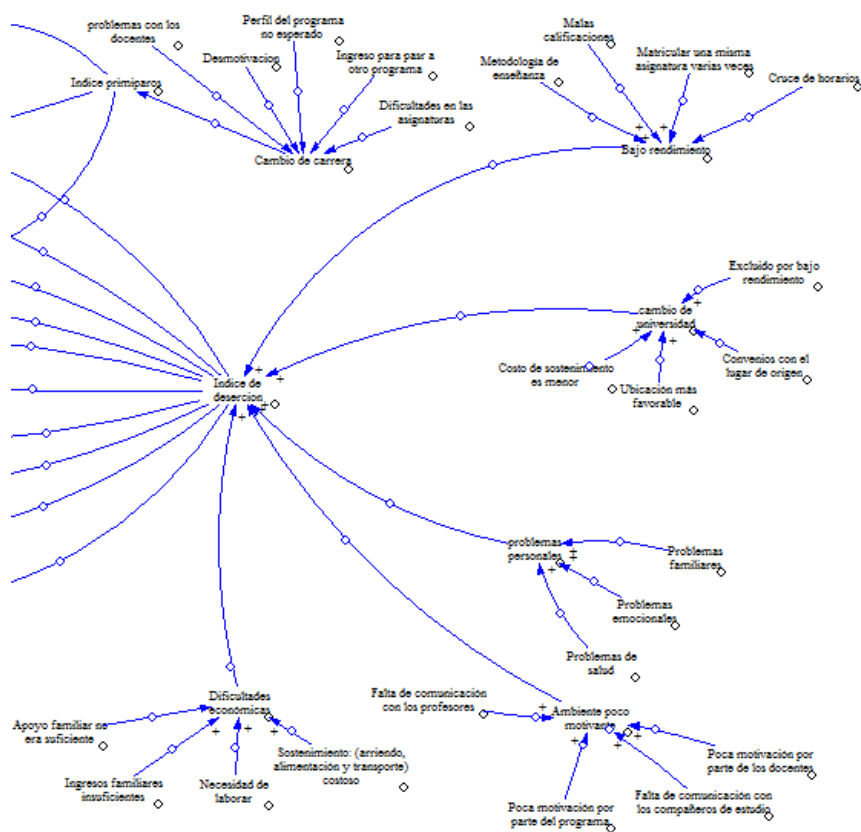 problemas con los
docentes
Perfil del programa
no esperado
Desmotivacion
Ingreso para pasr a
otro programa
Indice primiparos
Dificultades en las
asignaturas
Cambio de carrera
Malas
calificaciones
Metodologia de
enseñanza
Matricular una misma
asignatura varias veces
Cruce de horarios
Bajo rendimiento
Excluido por bajo
rendimiento
cambio de
universidad
Convenios con el
lugar de origen
Costo de sostenimiento
es menor
Ubicación más
favorable
Indice de
desercion
problemas
personales
Problemas
familiares
Problemas
emocionales
Problemas de
salud
Dificultades
económicas
Apoyo familiar no
era suficiente
Ingresos familiares
insuficientes
Necesidad de
laborar
Sostenimiento: (arriendo,
alimentación y transporte)
costoso
Falta de comunicación
con los profesores
Ambiente poco
motivante
Poca motivación por
parte de los docentes
Falta de comunicación con
los compañeros de estudio
Poca motivación por
parte del programa